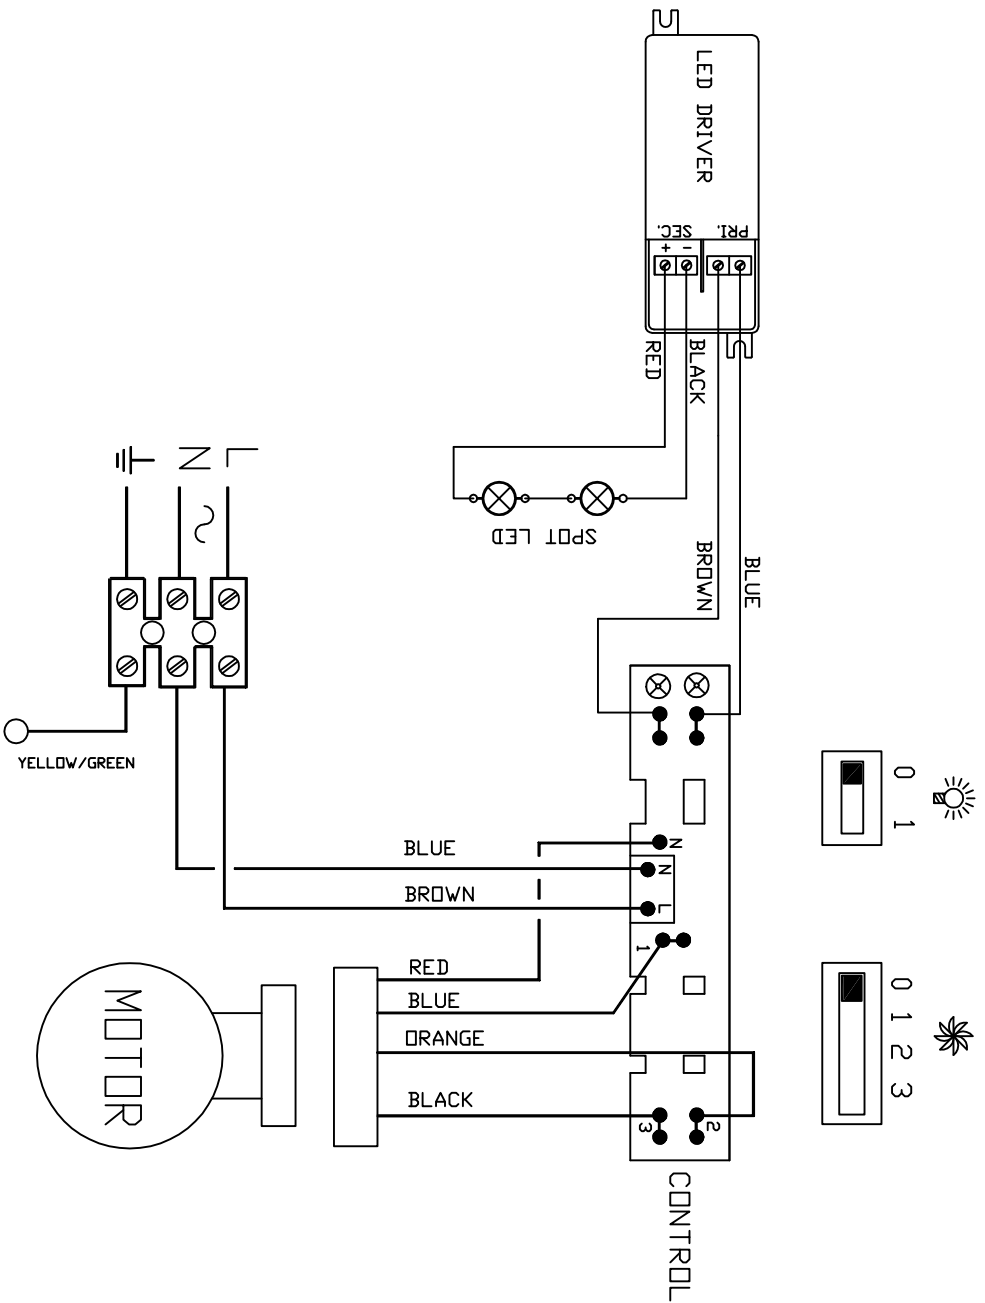 LED DRIVER
SEC.
PRI.
+
-
RED
BLACK
SPOT LED
BROWN
BLUE
L
N
YELLOW/GREEN
0 1
N
N
L
BLUE
BROWN
1
RED
BLUE
ORANGE
BLACK
3
2
0 1 2 3
MOTOR
CONTROL